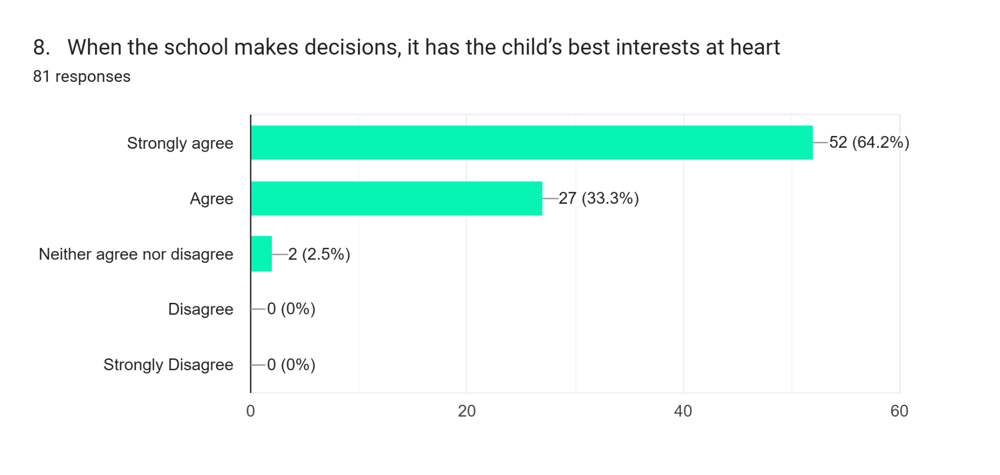 8. When the school makes decisions, it has the child’s best interests at heart
81 responses
Strongly agree
52 (64.2%)
Agree
27 (33.3%)
Neither agree nor disagree
2 (2.5%)
Disagree
0 (0%)
Strongly Disagree
0 (0%)
0 20 40 60